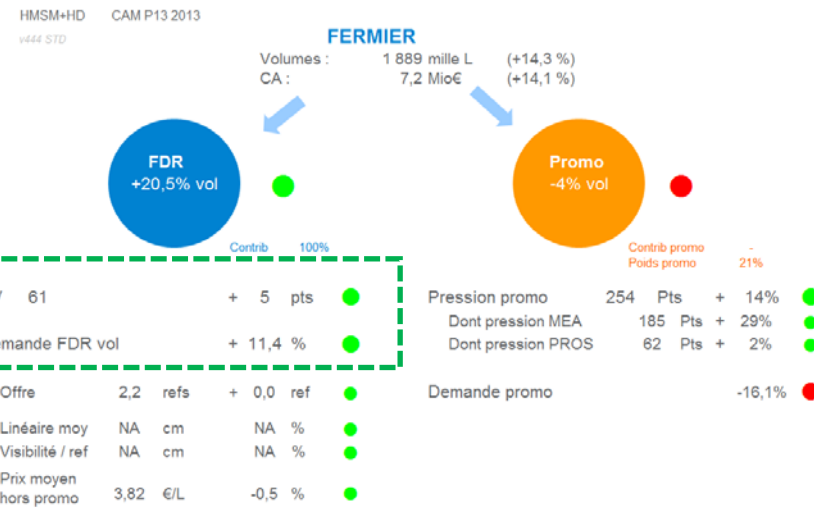 HMSM+HD CAM P13 2013
v444 STD
FERMIER
Volumes : 1 889 mille L (+14,3 %)
CA : 7,2 Mio€ (+14,1 %)
FDR
+20,5% vol
Promo
-4% vol
Contrib 100%
Contrib promo -
Poids promo 21%
61 + 5 pts
emande FDR vol + 11,4 %
Offre 2,2 refs + 0,0 ref
Linéaire moy NA cm NA %
Visibilité / ref NA cm NA %
Prix moyen
hors promo 3,82 €/L -0,5 %
Pression promo 254 Pts + 14%
Dont pression MEA 185 Pts + 29%
Dont pression PROS 62 Pts + 2%
Demande promo -16,1%